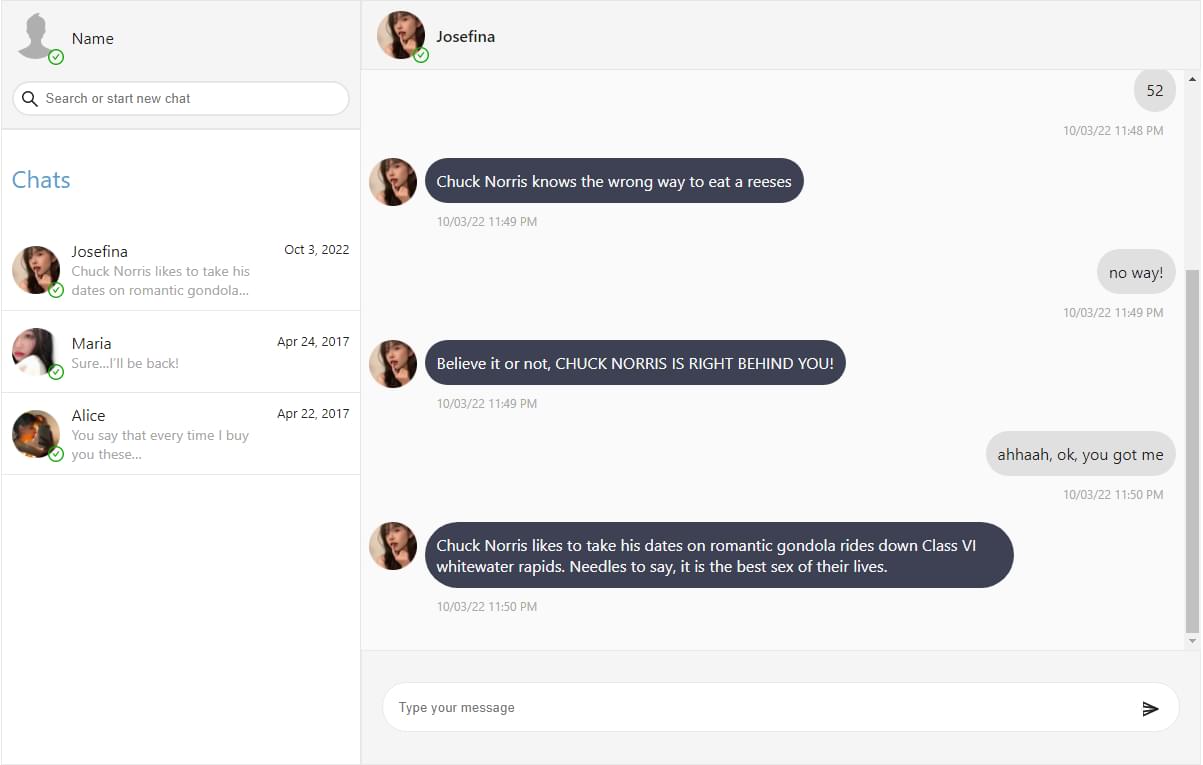 Name
Search or start new chat
Chats
Josefina
Oct 3, 2022
Chuck Norris likes to take his
dates on romantic gondola...
Maria
Apr 24, 2017
Sure...I'll be back!
Alice
Apr 22, 2017
You say that every time I buy
you these...
Josefina
52
10/03/22 11:48 PM
Chuck Norris knows the wrong way to eat a reeses
10/03/22 11:49 PM
no way!
10/03/22 11:49 PM
Believe it or not, CHUCK NORRIS IS RIGHT BEHIND YOU!
10/03/22 11:49 PM
ahhaah, ok, you got me
10/03/22 11:50 PM
Chuck Norris likes to take his dates on romantic gondola rides down Class VI
whitewater rapids. Needles to say, it is the best sex of their lives.
10/03/22 11:50 PM
Type your message